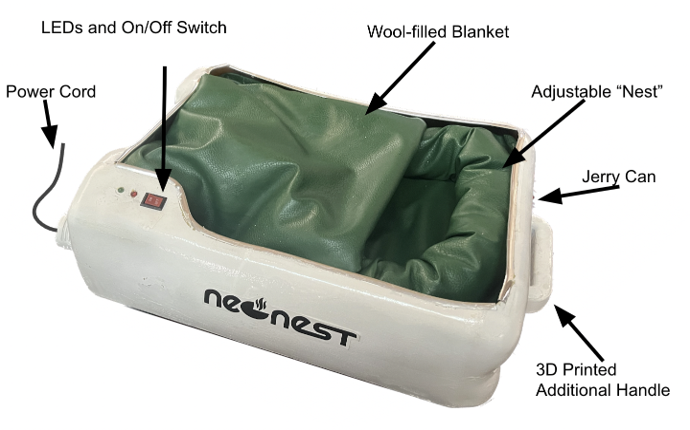 LEDs and On/Off Switch
Wool-filled Blanket
Power Cord
Adjustable “Nest”
Jerry Can
neonest
3D Printed
Additional Handle